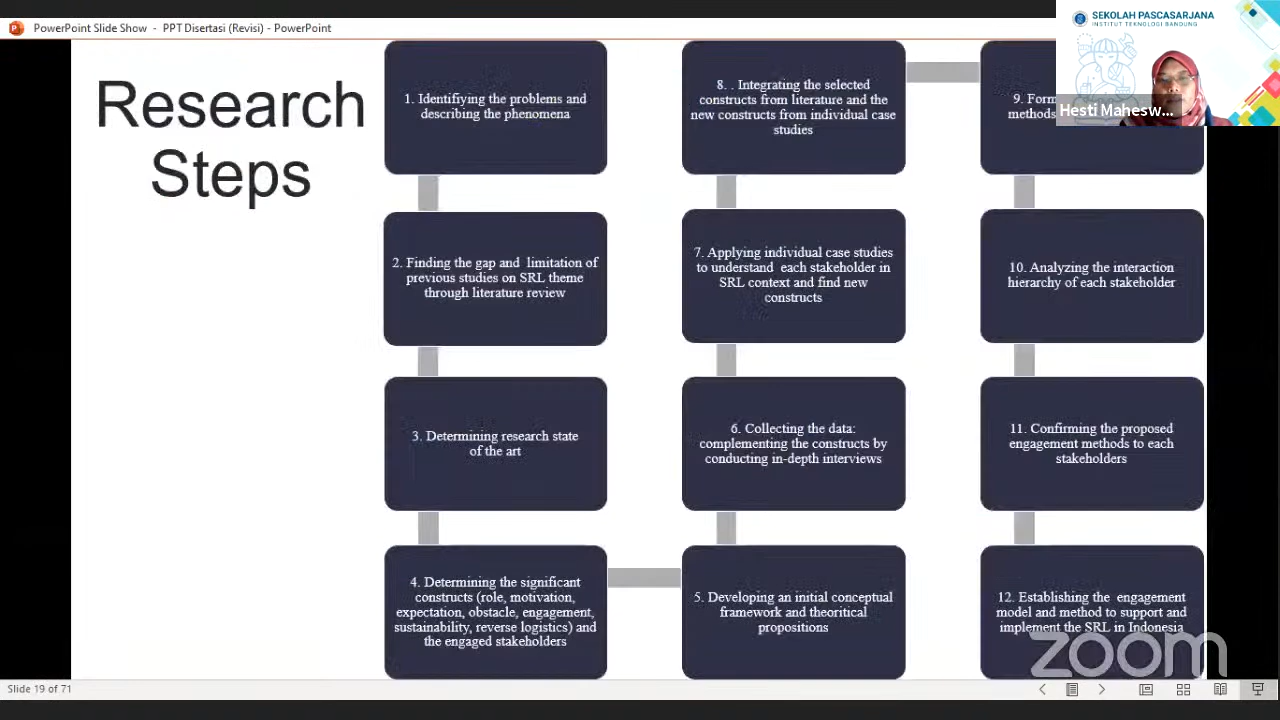 PowerPoint Slide Show - PPT Disertasi (Revisi) - PowerPoint
SEKOLAH PASCASARJANA
INSTITUT TEKNOLOGI BANDUNG
Hesti Mahesw...
Research
Steps
1. Identifiying the problems and
describing the phenomena
2. Finding the gap and limitation of
previous studies on SRL theme
through literature review
3. Determining research state
of the art
4. Determining the significant
constructs (role, motivation,
expectation, obstacle, engagement,
sustainability, reverse logistics) and
the engaged stakeholders
5. Developing an initial conceptual
framework and theoritical
propositions
6. Collecting the data:
complementing the constructs by
conducting in-depth interviews
7. Applying individual case studies
to understand each stakeholder in
SRL context and find new
constructs
8. . Integrating the selected
constructs from literature and the
new constructs from individual case
studies
9. Form
methods
10. Analyzing the interaction
hierarchy of each stakeholder
11. Confirming the proposed
engagement methods to each
stakeholders
12. Establishing the engagement
model and method to support and
implement the SRL in Indonesia
zoom
Slide 19 of 71